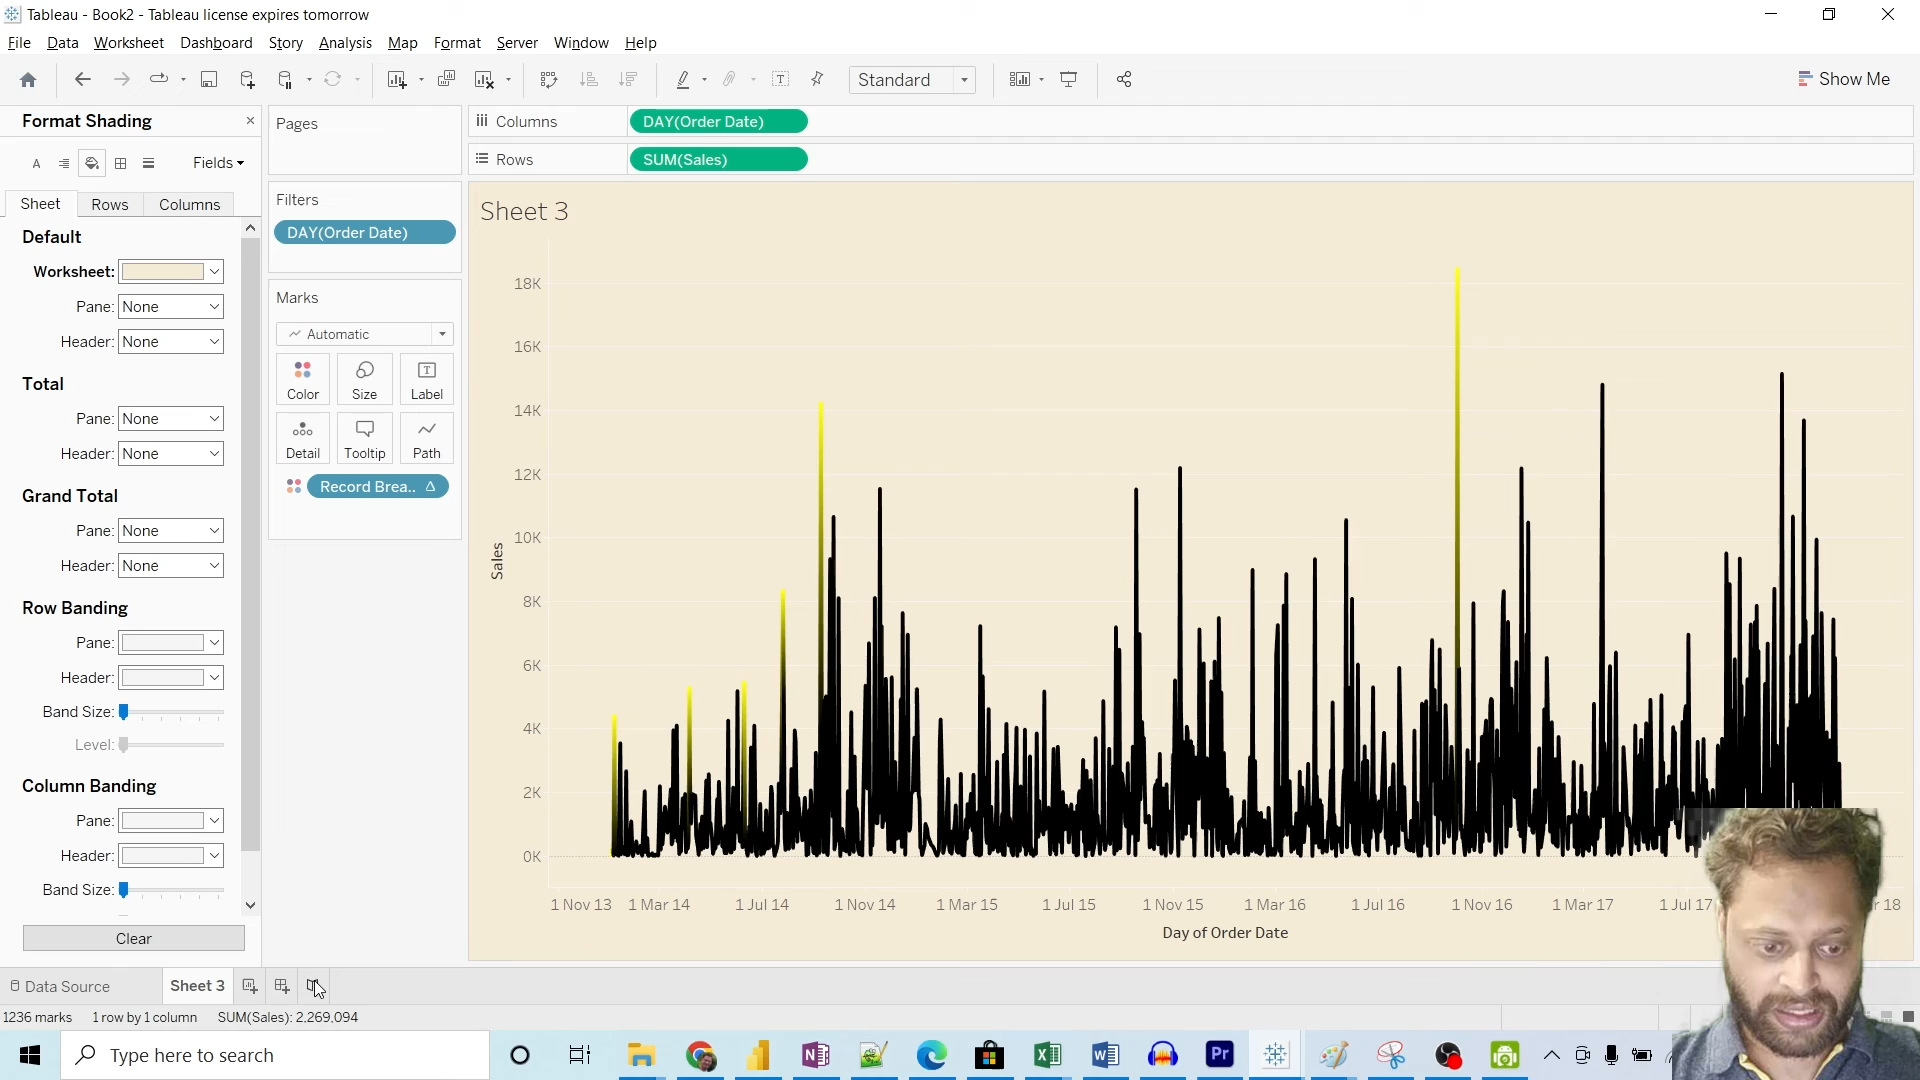 Tableau - Book2 - Tableau license expires tomorrow
File Data Worksheet Dashboard Story Analysis Map Format Server Window Help
Standard
Show Me
Format Shading
Fields
Sheet Rows Columns
Default
Worksheet:
Pane: None
Header: None
Total
Pane: None
Header: None
Grand Total
Pane: None
Header: None
Row Banding
Pane:
Header:
Band Size:
Level:
Column Banding
Pane:
Header:
Band Size:
Clear
Pages
Filters
DAY(Order Date)
Marks
Automatic
Color Size Label
Detail Tooltip Path
Record Brea.. Δ
Columns DAY(Order Date)
Rows SUM(Sales)
Sheet 3
18K
16K
14K
12K
10K
8K
6K
4K
2K
0K
Sales
1 Nov 13 1 Mar 14 1 Jul 14 1 Nov 14 1 Mar 15 1 Jul 15 1 Nov 15 1 Mar 16 1 Jul 16 1 Nov 16 1 Mar 17 1 Jul 17 18
Day of Order Date
Data Source Sheet 3
1236 marks 1 row by 1 column SUM(Sales): 2,269,094
Type here to search